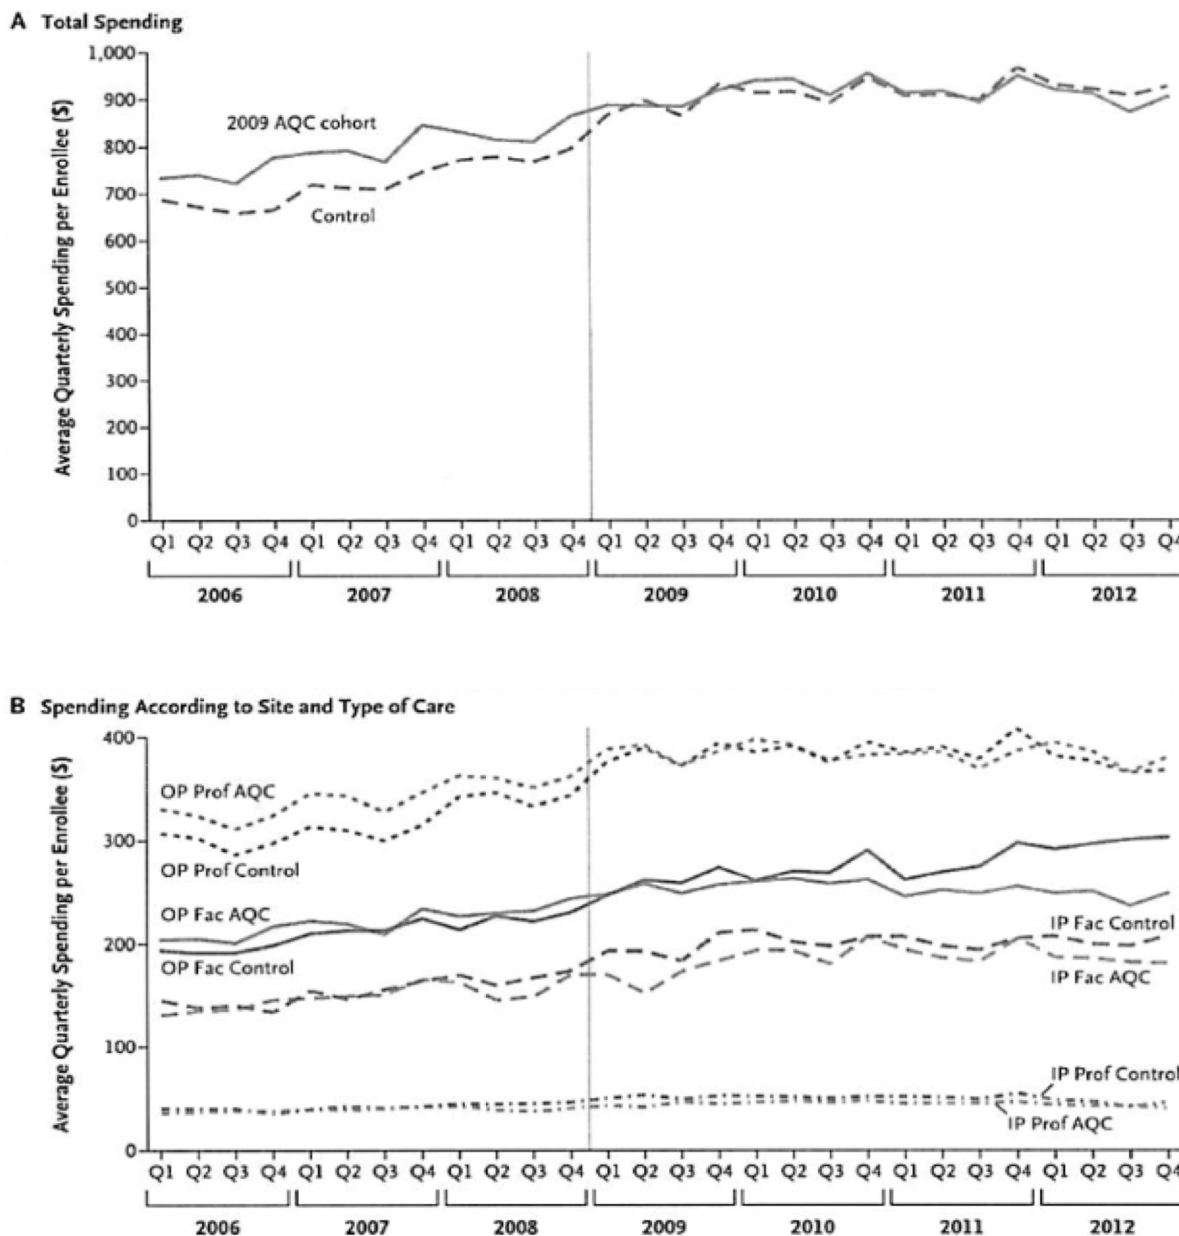 A Total Spending
Average Quarterly Spending per Enrollee ($)
1,000
900
800
700
600
500
400
300
200
100
0
2009 AQC cohort
Control
Q1 Q2 Q3 Q4 Q1 Q2 Q3 Q4 Q1 Q2 Q3 Q4 Q1 Q2 Q3 Q4 Q1 Q2 Q3 Q4 Q1 Q2 Q3 Q4 Q1 Q2 Q3 Q4
2006 2007 2008 2009 2010 2011 2012
B Spending According to Site and Type of Care
Average Quarterly Spending per Enrollee ($)
400
300
200
100
0
OP Prof AQC
OP Prof Control
OP Fac AQC
OP Fac Control
IP Fac Control
IP Fac AQC
IP Prof Control
IP Prof AQC
Q1 Q2 Q3 Q4 Q1 Q2 Q3 Q4 Q1 Q2 Q3 Q4 Q1 Q2 Q3 Q4 Q1 Q2 Q3 Q4 Q1 Q2 Q3 Q4 Q1 Q2 Q3 Q4
2006 2007 2008 2009 2010 2011 2012